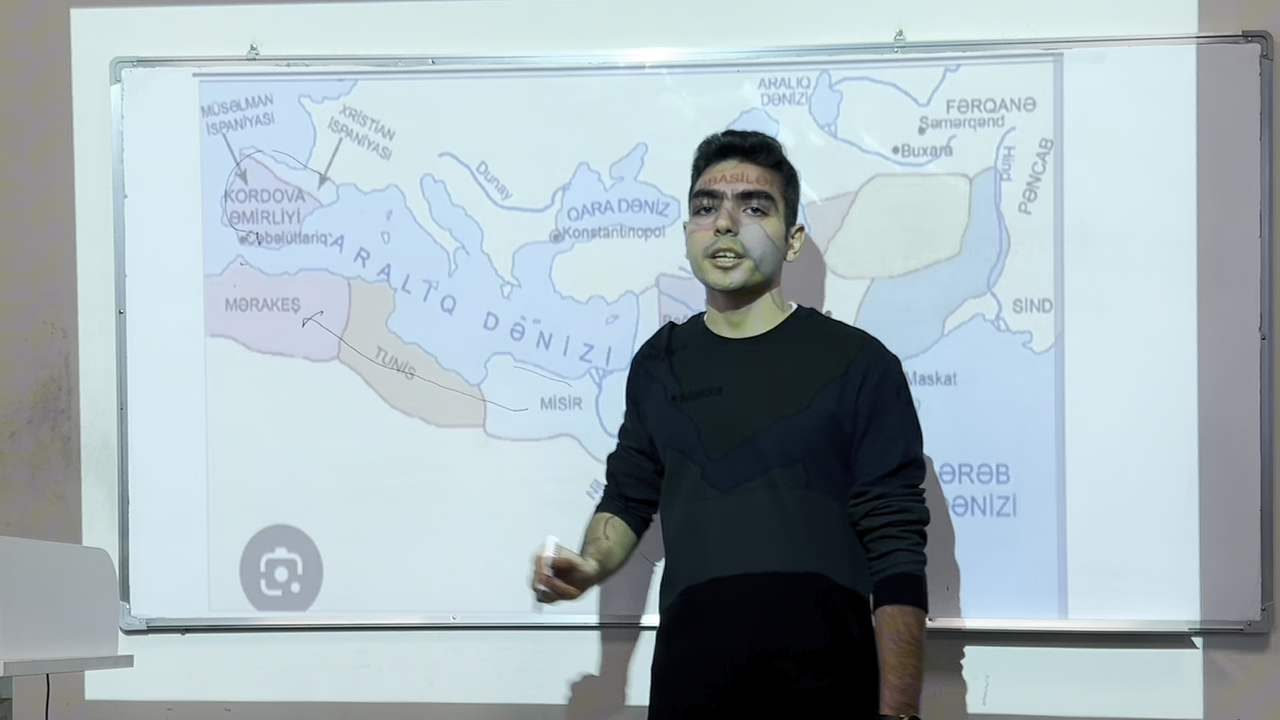 MÜSƏLMAN
İSPANİYASI
XRİSTİAN
İSPANİYASI
ARALIQ
DƏNİZİ
FƏRQANƏ
Səmərqənd
Buxara
Hind
PƏNCAB
Dunay
KORDOVA
ƏMİRLİYİ
Cəbəlüttariq
QARA DƏNİZ
Konstantinopol
ARALIQ DƏNİZİ
MƏRAKEŞ
TUNİS
MİSİR
SİND
Məkkə
Maskat
ƏRƏB
DƏNİZİ